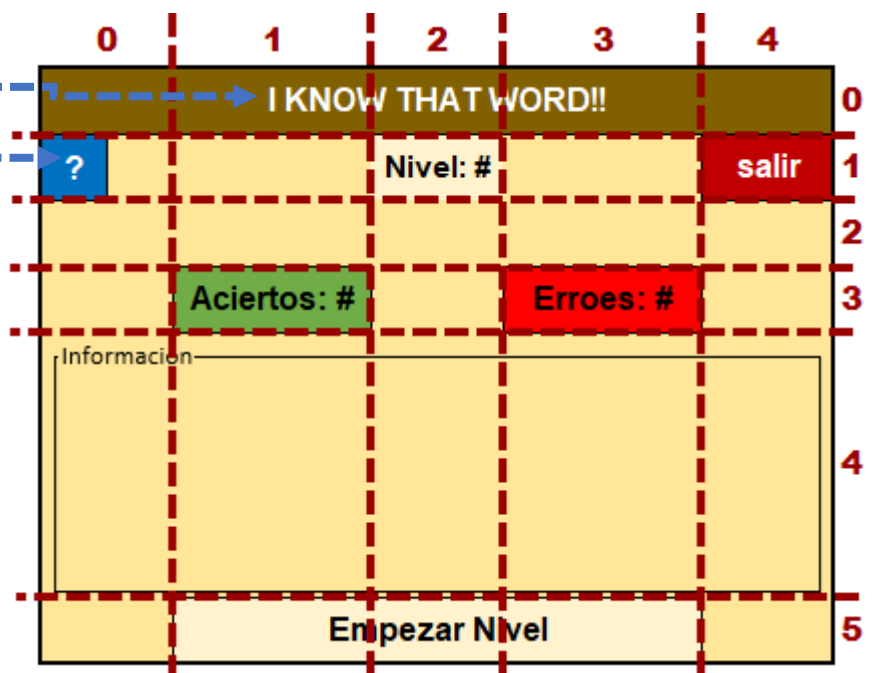 0 1 2 3 4
I KNOW THAT WORD!! 0
? Nivel: # salir 1
2
Aciertos: # Erroes: # 3
Informacion
4
Empezar Nivel 5